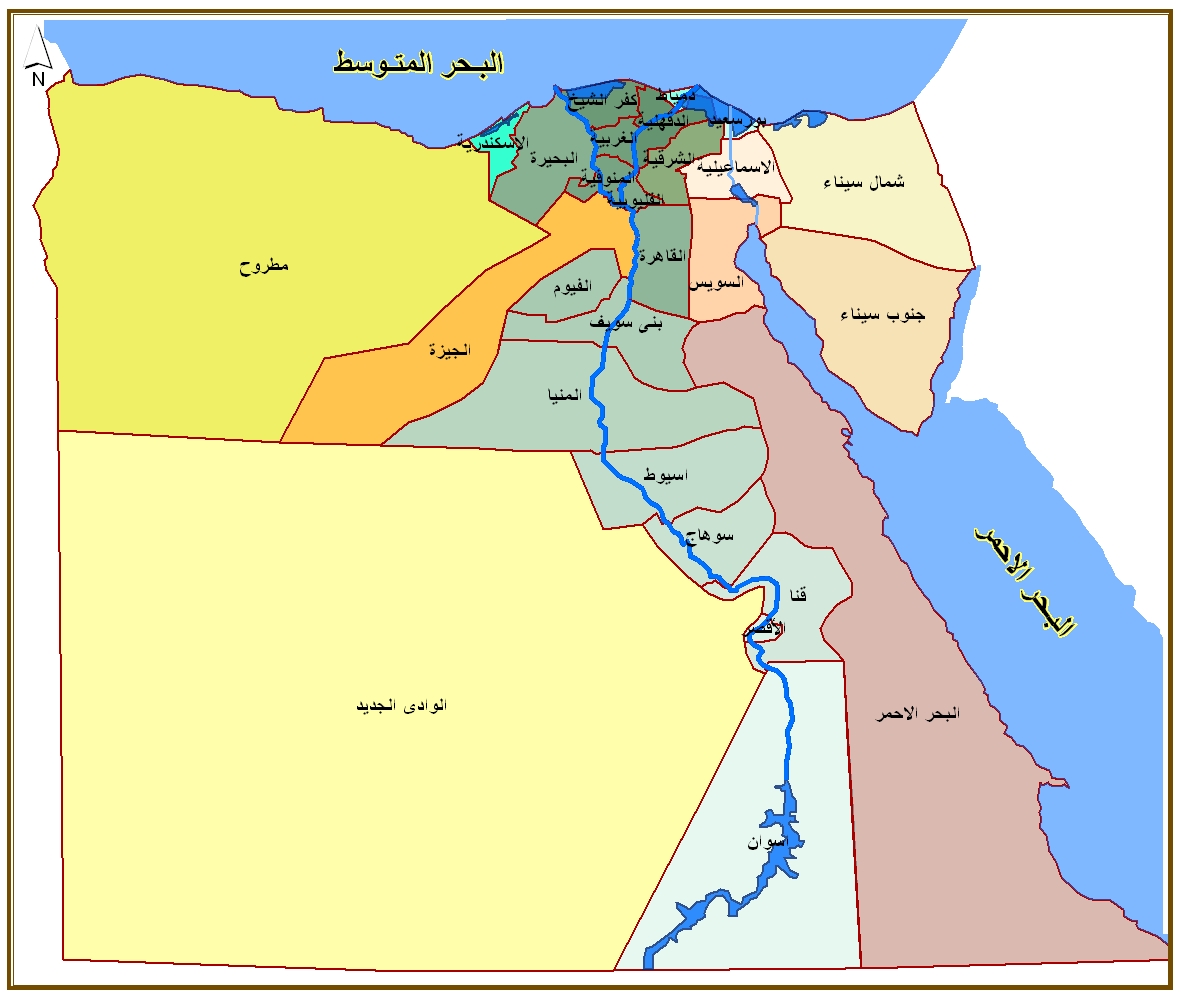 البحر المتوسط
N
دمياط
كفر الشيخ
بورسعيد
الدقهلية
الغربية
الاسكندرية
البحيرة
الشرقية
الاسماعيلية
المنوفية
شمال سيناء
القليوبية
القاهرة
مطروح
السويس
الفيوم
جنوب سيناء
بنى سويف
الجيزة
المنيا
اسيوط
سوهاج
البحر الاحمر
قنا
الأقصر
الوادى الجديد
البحر الاحمر
اسوان